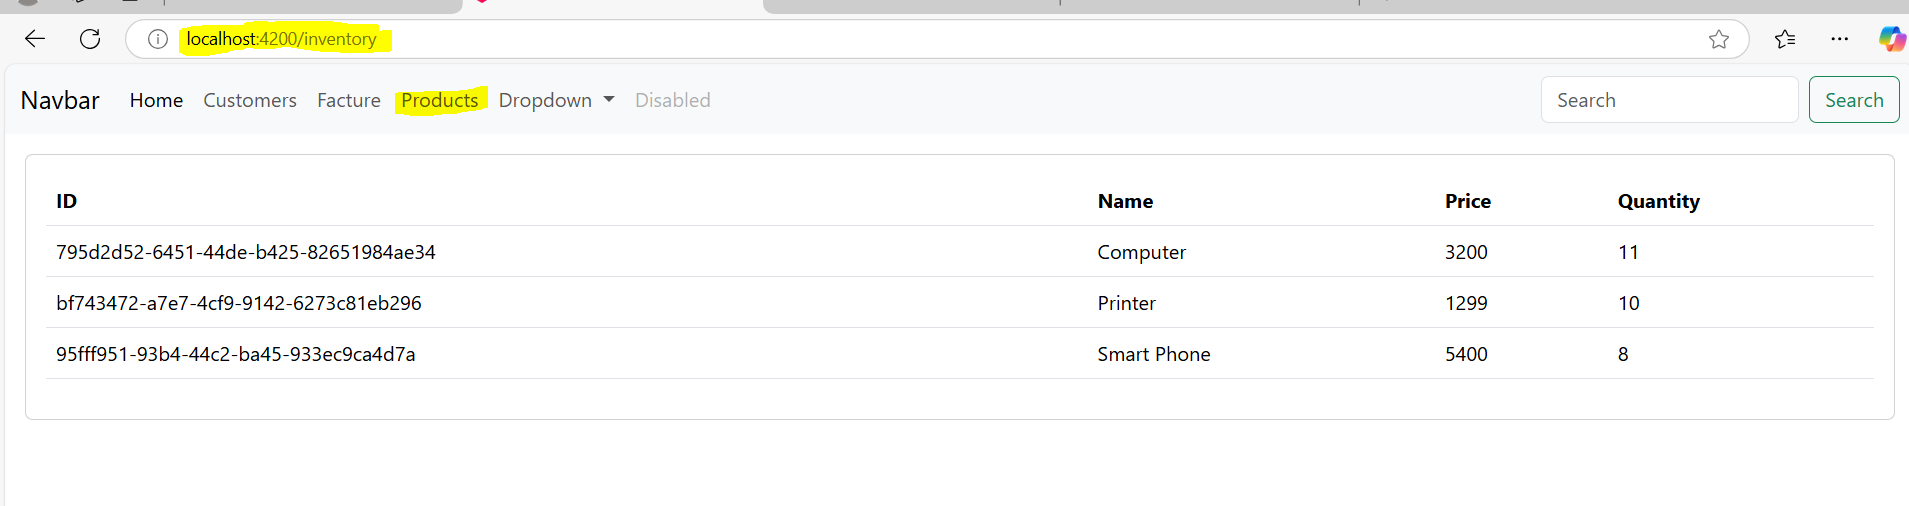 localhost:4200/inventory
Navbar Home Customers Facture Products Dropdown Disabled Search Search
ID Name Price Quantity
795d2d52-6451-44de-b425-82651984ae34 Computer 3200 11
bf743472-a7e7-4cf9-9142-6273c81eb296 Printer 1299 10
95fff951-93b4-44c2-ba45-933ec9ca4d7a Smart Phone 5400 8